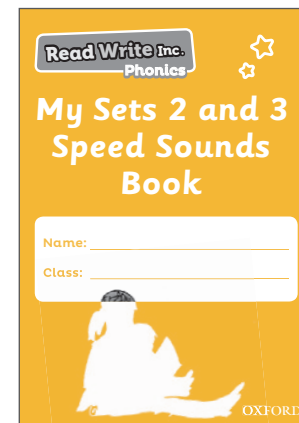 Read Write Inc.
Phonics
My Sets 2 and 3
Speed Sounds
Book
Name:
Class:
OXFORD